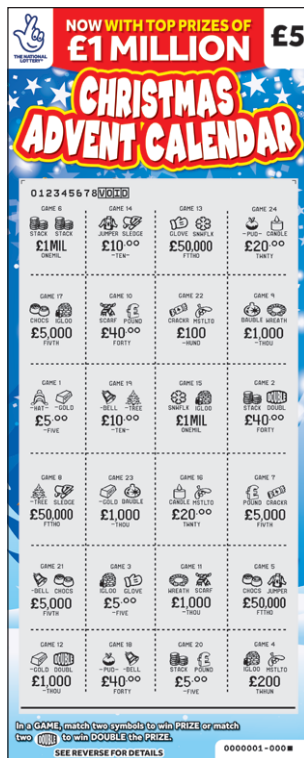 THE NATIONAL LOTTERY®
NOW WITH TOP PRIZES OF
£1 MILLION
£5
CHRISTMAS
ADVENT CALENDAR
012345678 VOID
GAME 6 GAME 14 GAME 13 GAME 24
STACK STACK JUMPER SLEDGE GLOVE SNWFLK -PUD- CANDLE
£1MIL £10.00 £50,000 £20.00
ONEMIL -TEN- FTTHO TWNTY
GAME 17 GAME 10 GAME 22 GAME 9
CHOCS IGLOO SCARF POUND CRACKR MSTLTO BAUBLE WREATH
£5,000 £40.00 £100 £1,000
FIVTH FORTY -HUND -THOU
GAME 1 GAME 19 GAME 15 GAME 2
-HAT- -GOLD -BELL -TREE SNWFLK IGLOO STACK DOUBL
£5.00 £10.00 £1MIL £40.00
-FIVE -TEN- ONEMIL FORTY
GAME 8 GAME 23 GAME 16 GAME 7
-TREE SLEDGE -GOLD BAUBLE CANDLE MSTLTO POUND CRACKR
£50,000 £1,000 £20.00 £5,000
FTTHO -THOU TWNTY FIVTH
GAME 21 GAME 3 GAME 11 GAME 5
-BELL CHOCS IGLOO GLOVE WREATH SCARF CHOCS JUMPER
£5,000 £5.00 £1,000 £50,000
FIVTH -FIVE -THOU FTTHO
GAME 12 GAME 18 GAME 20 GAME 4
-GOLD DOUBL -PUD- -BELL STACK POUND IGLOO MSTLTO
£1,000 £40.00 £5.00 £200
-THOU FORTY -FIVE TWHUN
In a GAME, match two symbols to win PRIZE or match
two DOUBLE to win DOUBLE the PRIZE.
SEE REVERSE FOR DETAILS
0000001-000